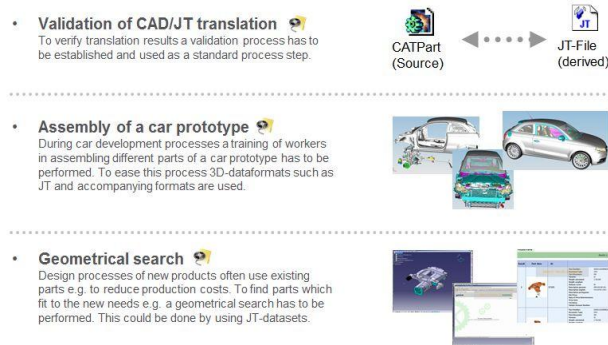 Validation of CAD/JT translation
To verify translation results a validation process has to
be established and used as a standard process step.
CATPart
(Source)
JT
JT-File
(derived)
Assembly of a car prototype
During car development processes a training of workers
in assembling different parts of a car prototype has to be
performed. To ease this process 3D-dataformats such as
JT and accompanying formats are used.
Geometrical search
Design processes of new products often use existing
parts e.g. to reduce production costs. To find parts which
fit to the new needs e.g. a geometrical search has to be
performed. This could be done by using JT-datasets.